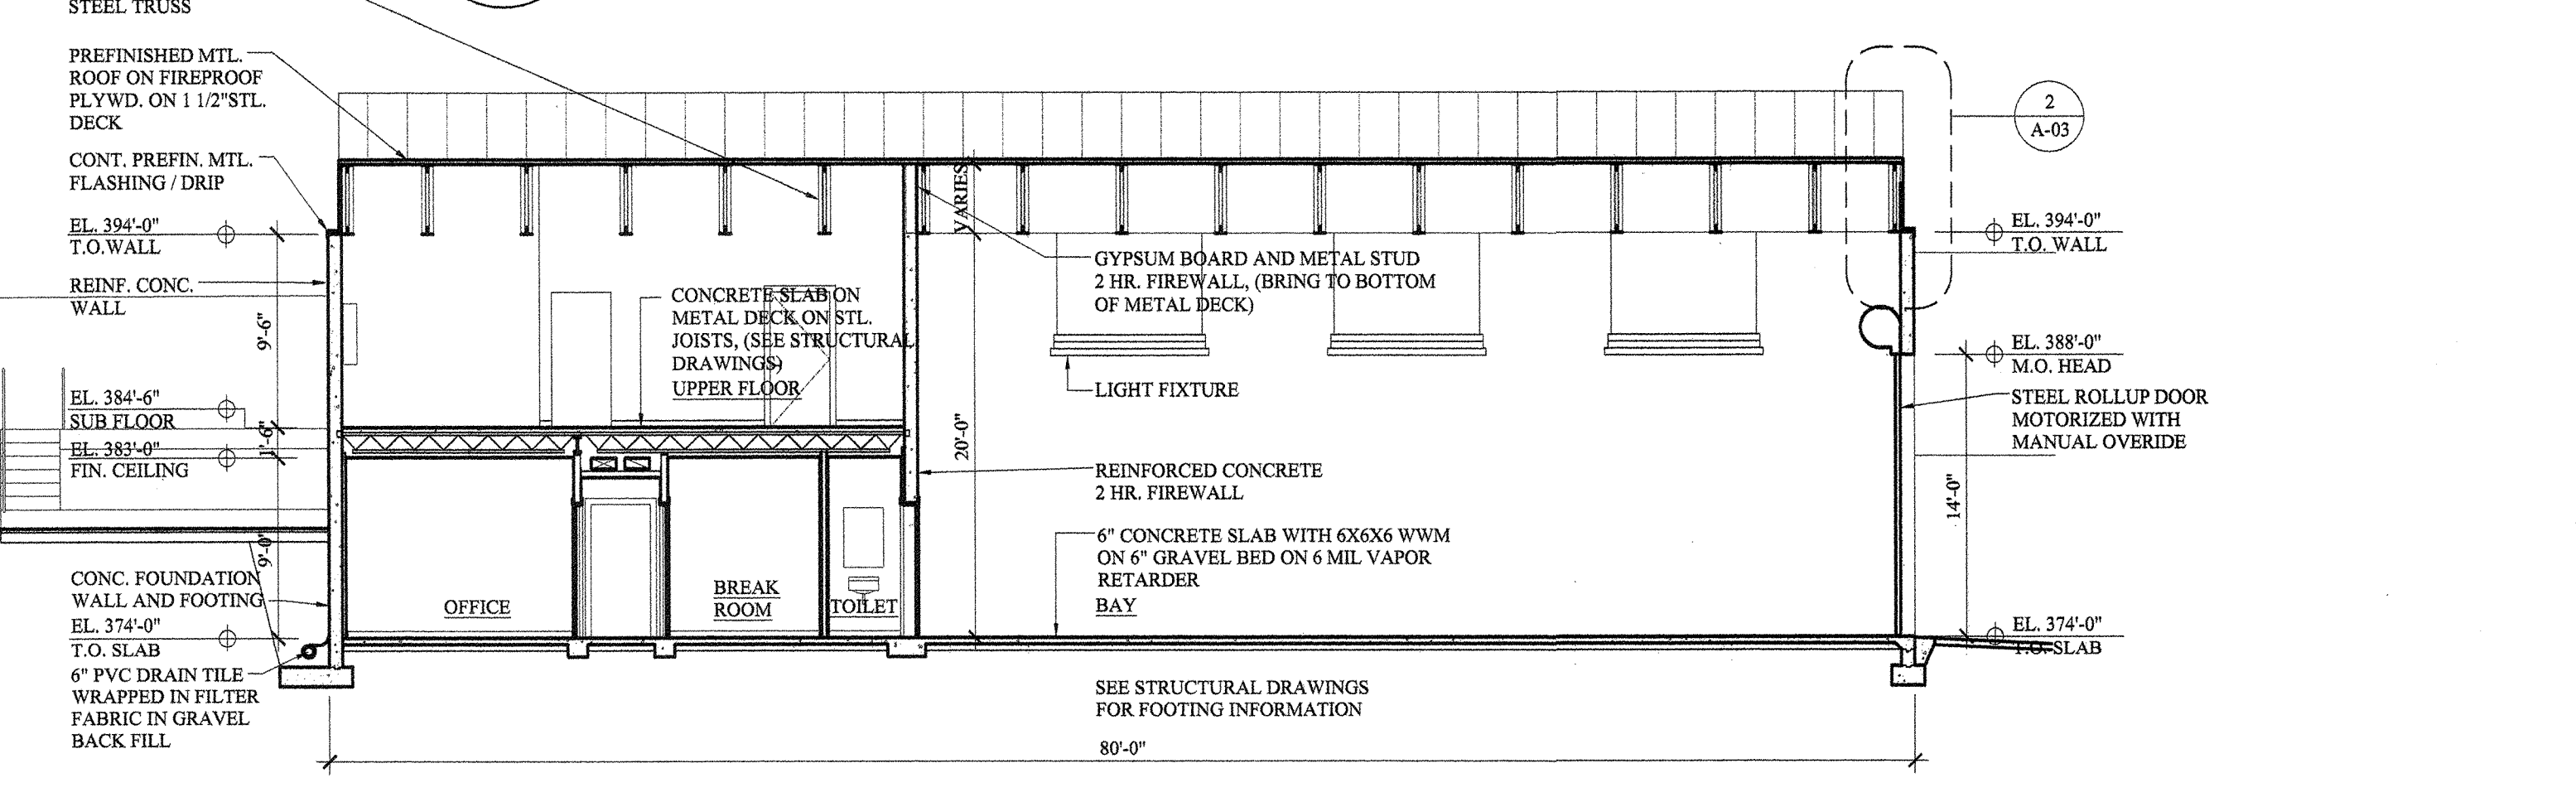 STEEL TRUSS
PREFINISHED MTL.
ROOF ON FIREPROOF
PLYWD. ON 1 1/2"STL.
DECK
CONT. PREFIN. MTL.
FLASHING / DRIP
EL. 394'-0"
T.O.WALL
REINF. CONC.
WALL
9'-6"
EL. 384'-6"
SUB FLOOR
1'-6"
EL. 383'-0"
FIN. CEILING
9'-0"
CONC. FOUNDATION
WALL AND FOOTING
EL. 374'-0"
T.O. SLAB
6" PVC DRAIN TILE
WRAPPED IN FILTER
FABRIC IN GRAVEL
BACK FILL
CONCRETE SLAB ON
METAL DECK ON STL.
JOISTS, (SEE STRUCTURAL
DRAWINGS)
UPPER FLOOR
OFFICE
BREAK
ROOM
TOILET
VARIES
20'-0"
GYPSUM BOARD AND METAL STUD
2 HR. FIREWALL, (BRING TO BOTTOM
OF METAL DECK)
LIGHT FIXTURE
REINFORCED CONCRETE
2 HR. FIREWALL
6" CONCRETE SLAB WITH 6X6X6 WWM
ON 6" GRAVEL BED ON 6 MIL VAPOR
RETARDER
BAY
SEE STRUCTURAL DRAWINGS
FOR FOOTING INFORMATION
80'-0"
2
A-03
EL. 394'-0"
T.O. WALL
EL. 388'-0"
M.O. HEAD
STEEL ROLLUP DOOR
MOTORIZED WITH
MANUAL OVERIDE
14'-0"
EL. 374'-0"
T.O. SLAB